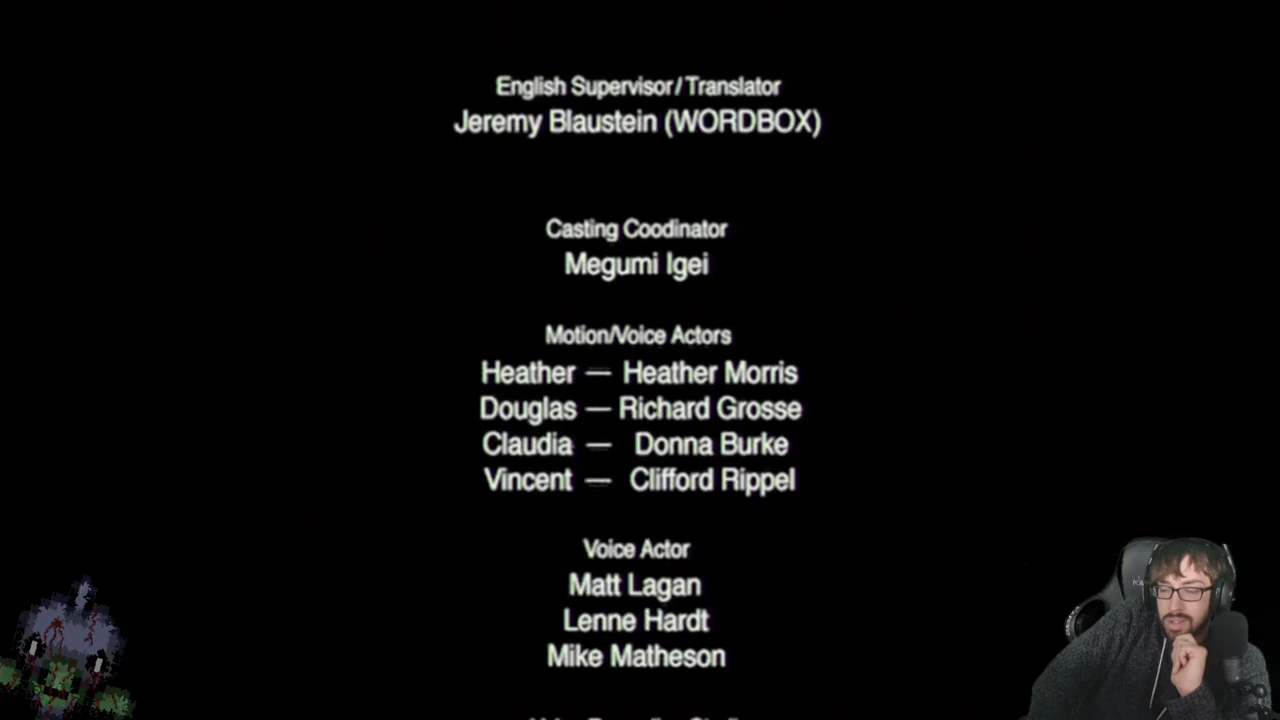 English Supervisor/Translator
Jeremy Blaustein (WORDBOX)
Casting Coodinator
Megumi Igei
Motion/Voice Actors
Heather — Heather Morris
Douglas — Richard Grosse
Claudia — Donna Burke
Vincent — Clifford Rippel
Voice Actor
Matt Lagan
Lenne Hardt
Mike Matheson